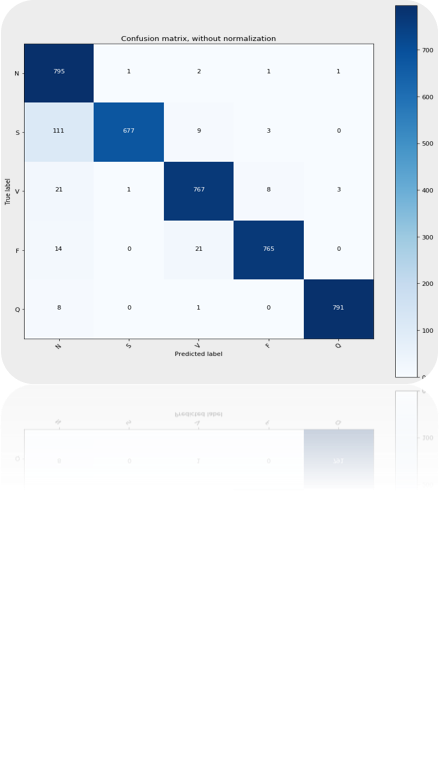 Confusion matrix, without normalization
N 795 1 2 1 1
S 111 677 9 3 0
V 21 1 767 8 3
F 14 0 21 765 0
Q 8 0 1 0 791
N S V F Q
True label
Predicted label
700
600
500
400
300
200
100